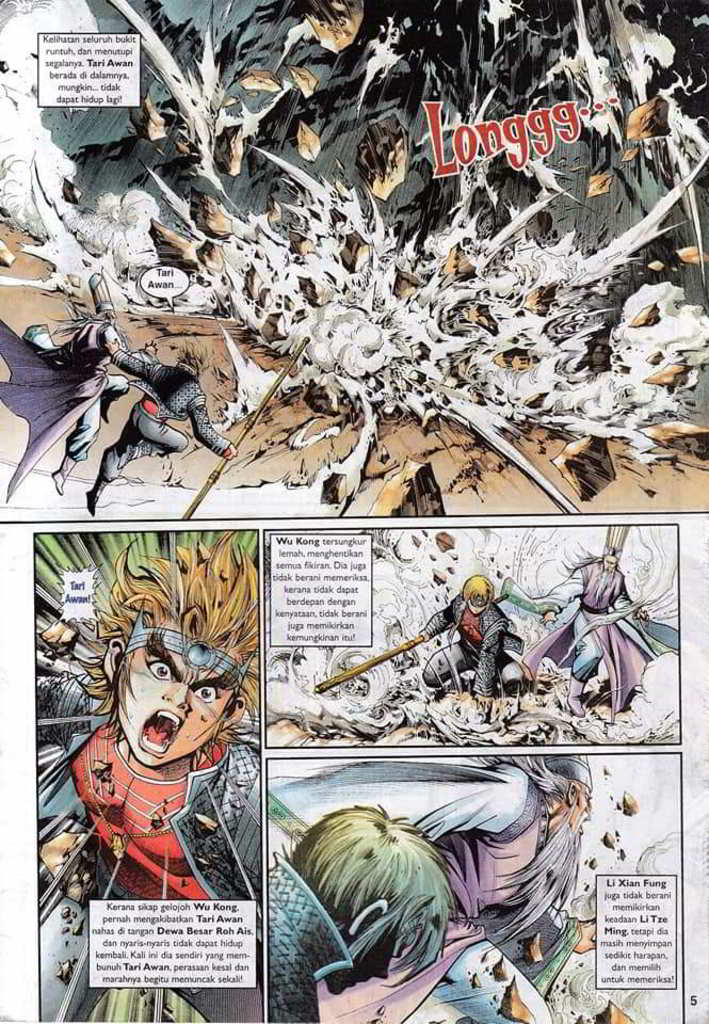 Kelihatan seluruh bukit
runtuh, dan menutupi
segalanya. Tari Awan
berada di dalamnya,
mungkin... tidak
dapat hidup lagi!
Longgg...
Tari
Awan...
Tari
Awan!
Wu Kong tersungkur
lemah, menghentikan
semua fikiran. Dia juga
tidak berani memeriksa,
kerana tidak dapat
berdepan dengan
kenyataan, tidak berani
juga memikirkan
kemungkinan itu!
Kerana sikap gelojoh Wu Kong,
pernah mengakibatkan Tari Awan
nahas di tangan Dewa Besar Roh Ais,
dan nyaris-nyaris tidak dapat hidup
kembali. Kali ini dia sendiri yang mem-
bunuh Tari Awan, perasaan kesal dan
marahnya begitu memuncak sekali!
Li Xian Fung
juga tidak berani
memikirkan
keadaan Li Tze
Ming, tetapi dia
masih menyimpan
sedikit harapan,
dan memilih
untuk memeriksa!
5